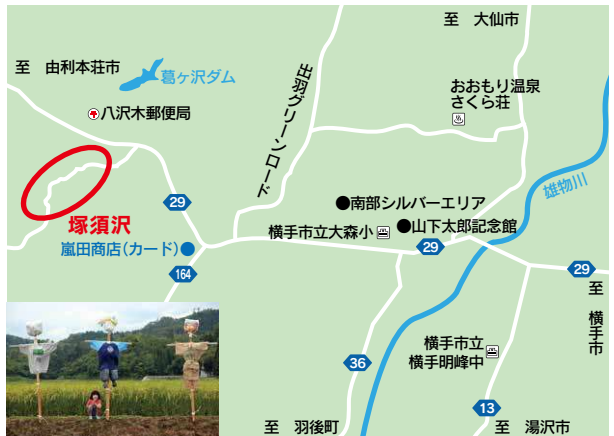 至 大仙市
至 由利本荘市
葛ヶ沢ダム
八沢木郵便局
出羽グリーンロード
おおもり温泉
さくら荘
雄物川
29
塚須沢
嵐田商店(カード)
164
南部シルバーエリア
横手市立大森小
山下太郎記念館
29
29
至 横手市
横手市立
横手明峰中
36
13
至 羽後町
至 湯沢市